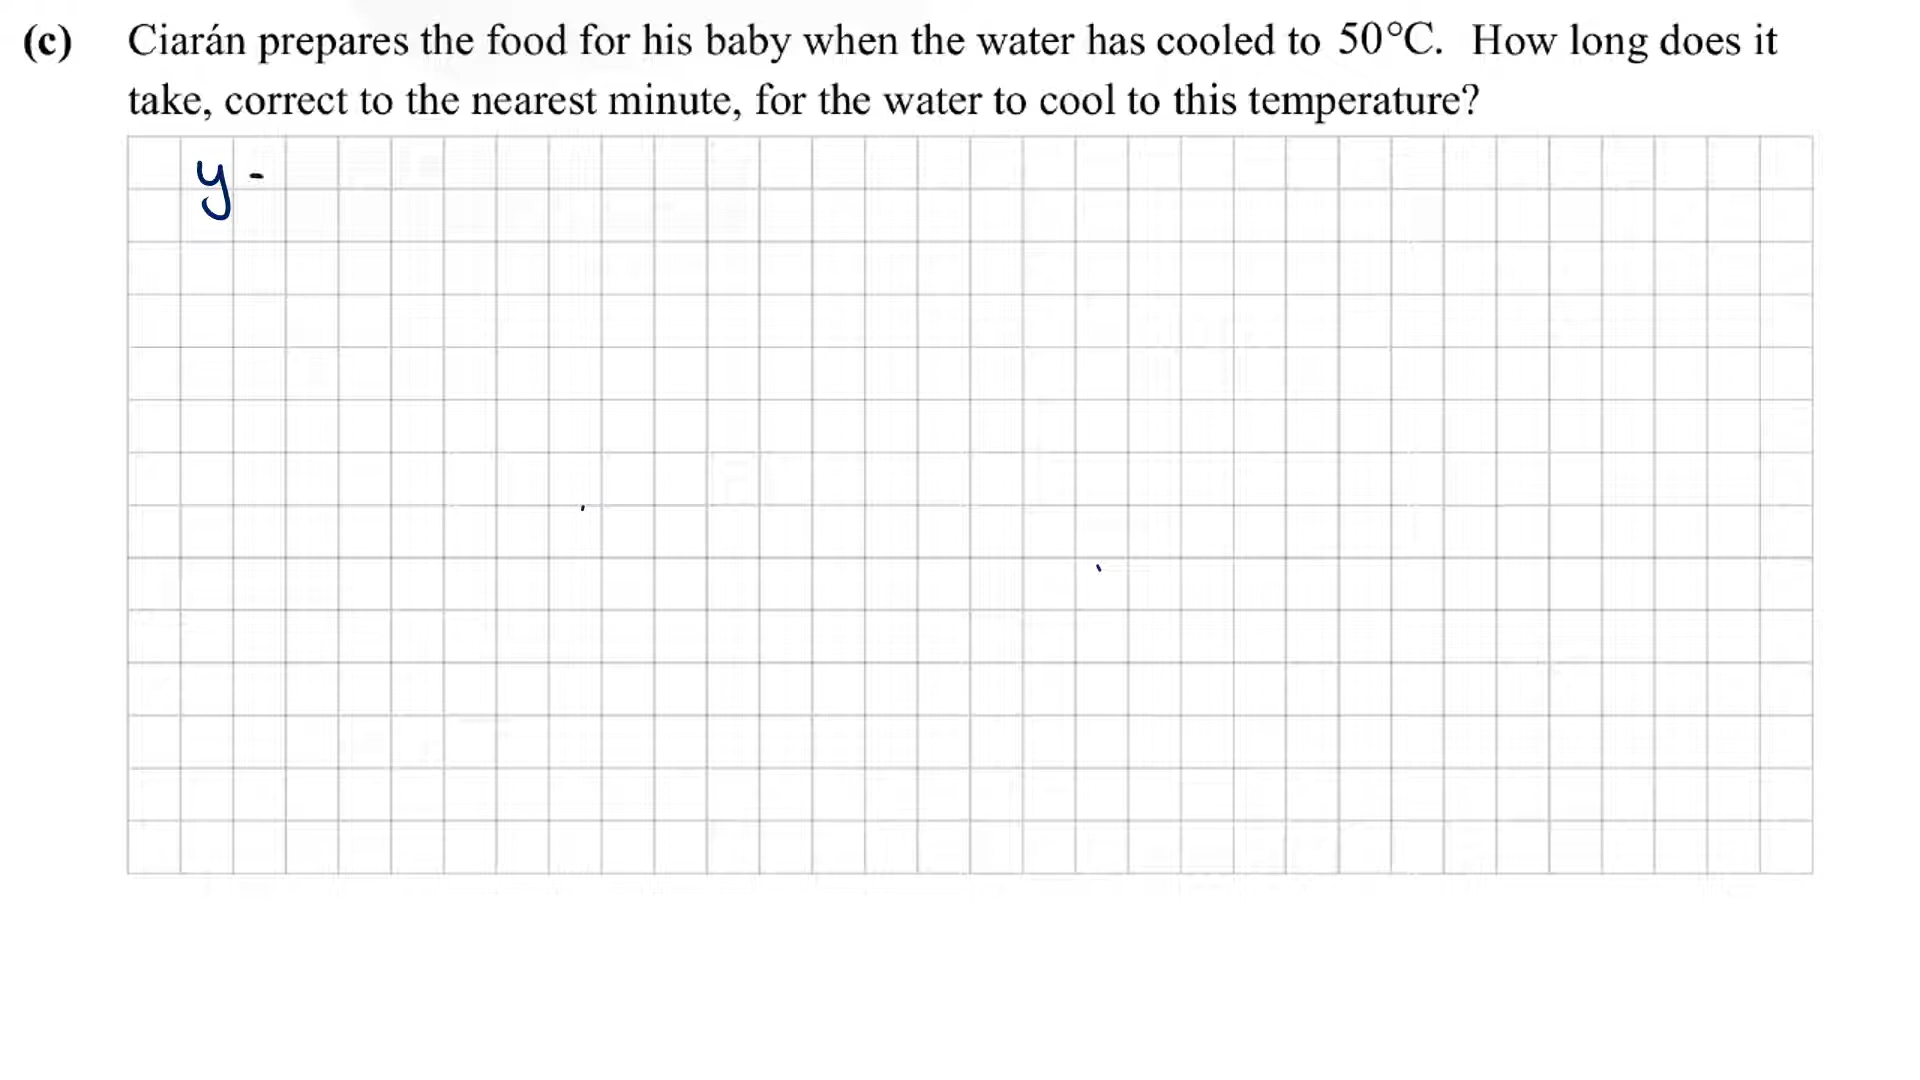 (c) Ciarán prepares the food for his baby when the water has cooled to 50°C. How long does it
take, correct to the nearest minute, for the water to cool to this temperature?
y -